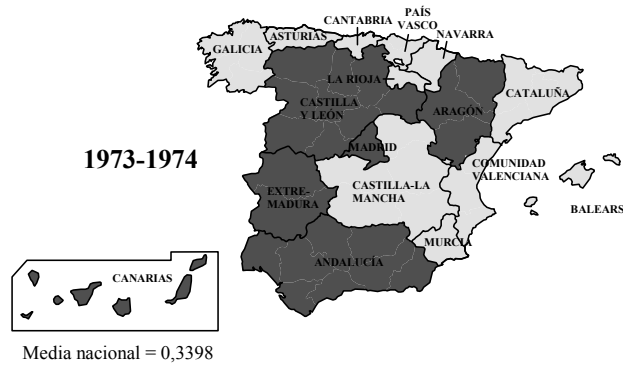 PAÍS
VASCO
CANTABRIA
NAVARRA
ASTURIAS
GALICIA
LA RIOJA
CATALUÑA
CASTILLA
Y LEÓN
ARAGÓN
MADRID
1973-1974
COMUNIDAD
VALENCIANA
EXTRE-
MADURA
CASTILLA-LA
MANCHA
BALEARS
MURCIA
ANDALUCÍA
CANARIAS
Media nacional = 0,3398